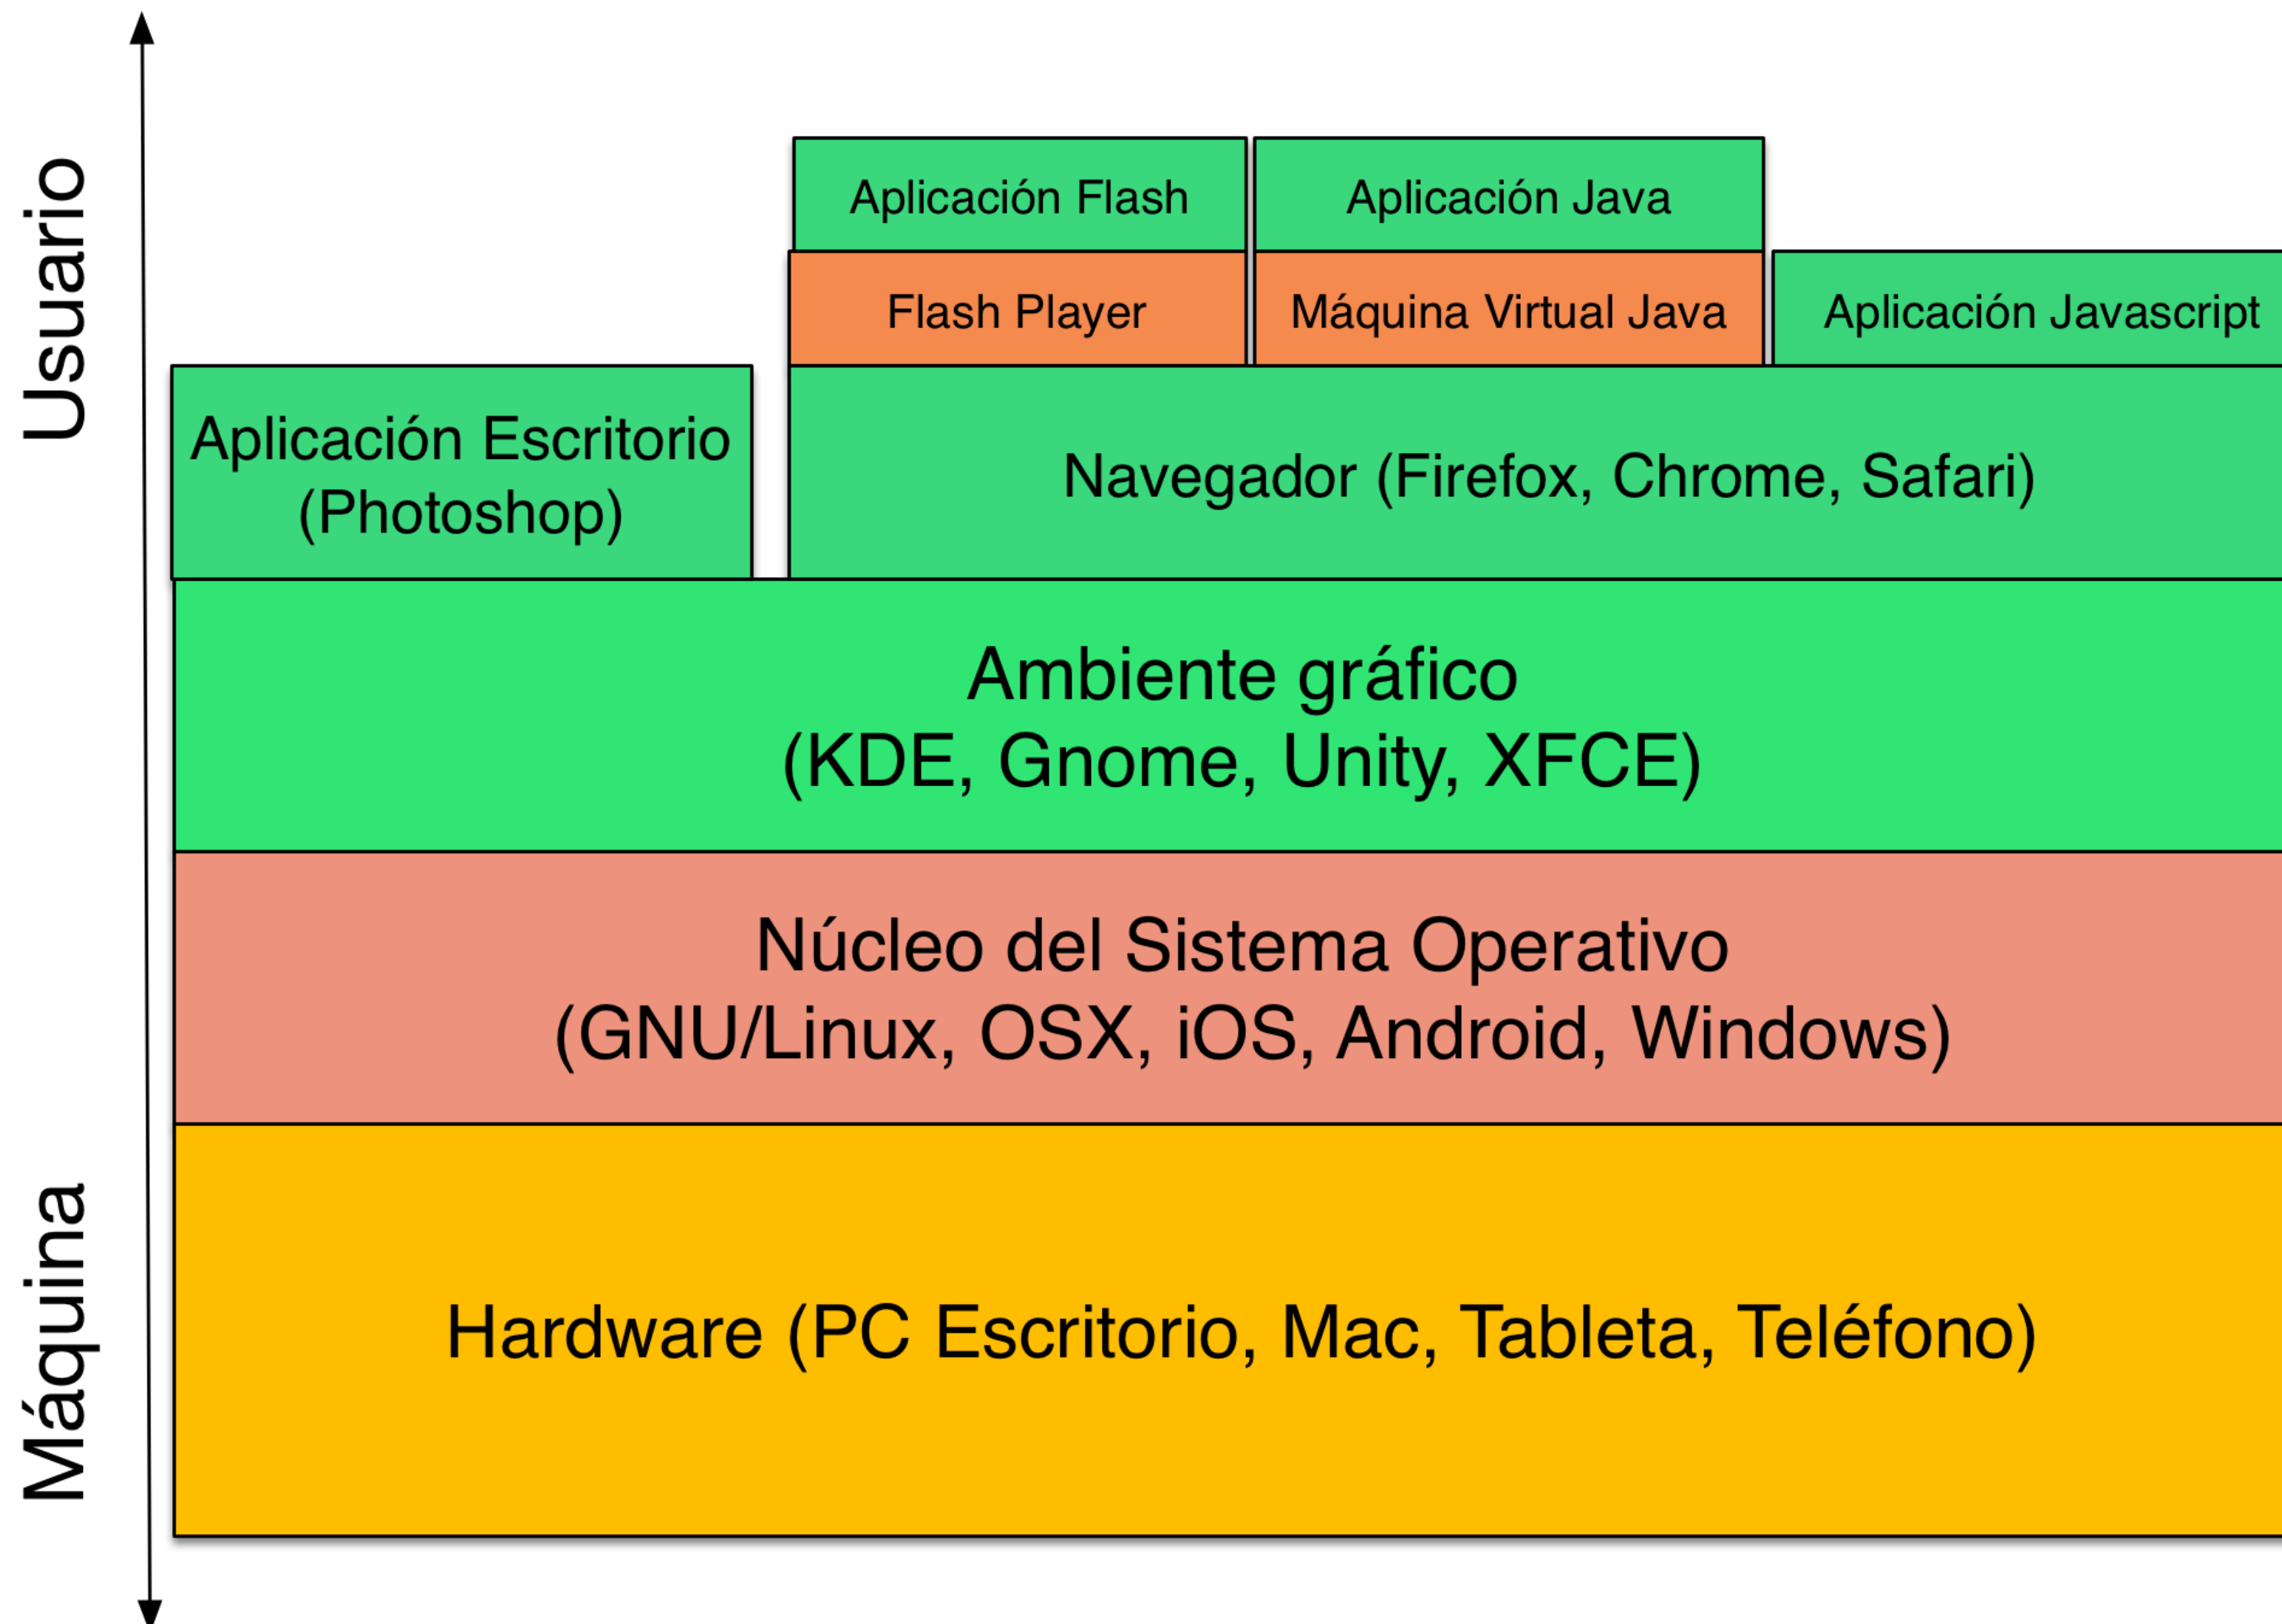 Usuario
Aplicación Flash
Aplicación Java
Flash Player
Máquina Virtual Java
Aplicación Javascript
Aplicación Escritorio
(Photoshop)
Navegador (Firefox, Chrome, Safari)
Ambiente gráfico
(KDE, Gnome, Unity, XFCE)
Núcleo del Sistema Operativo
(GNU/Linux, OSX, iOS, Android, Windows)
Máquina
Hardware (PC Escritorio, Mac, Tableta, Teléfono)